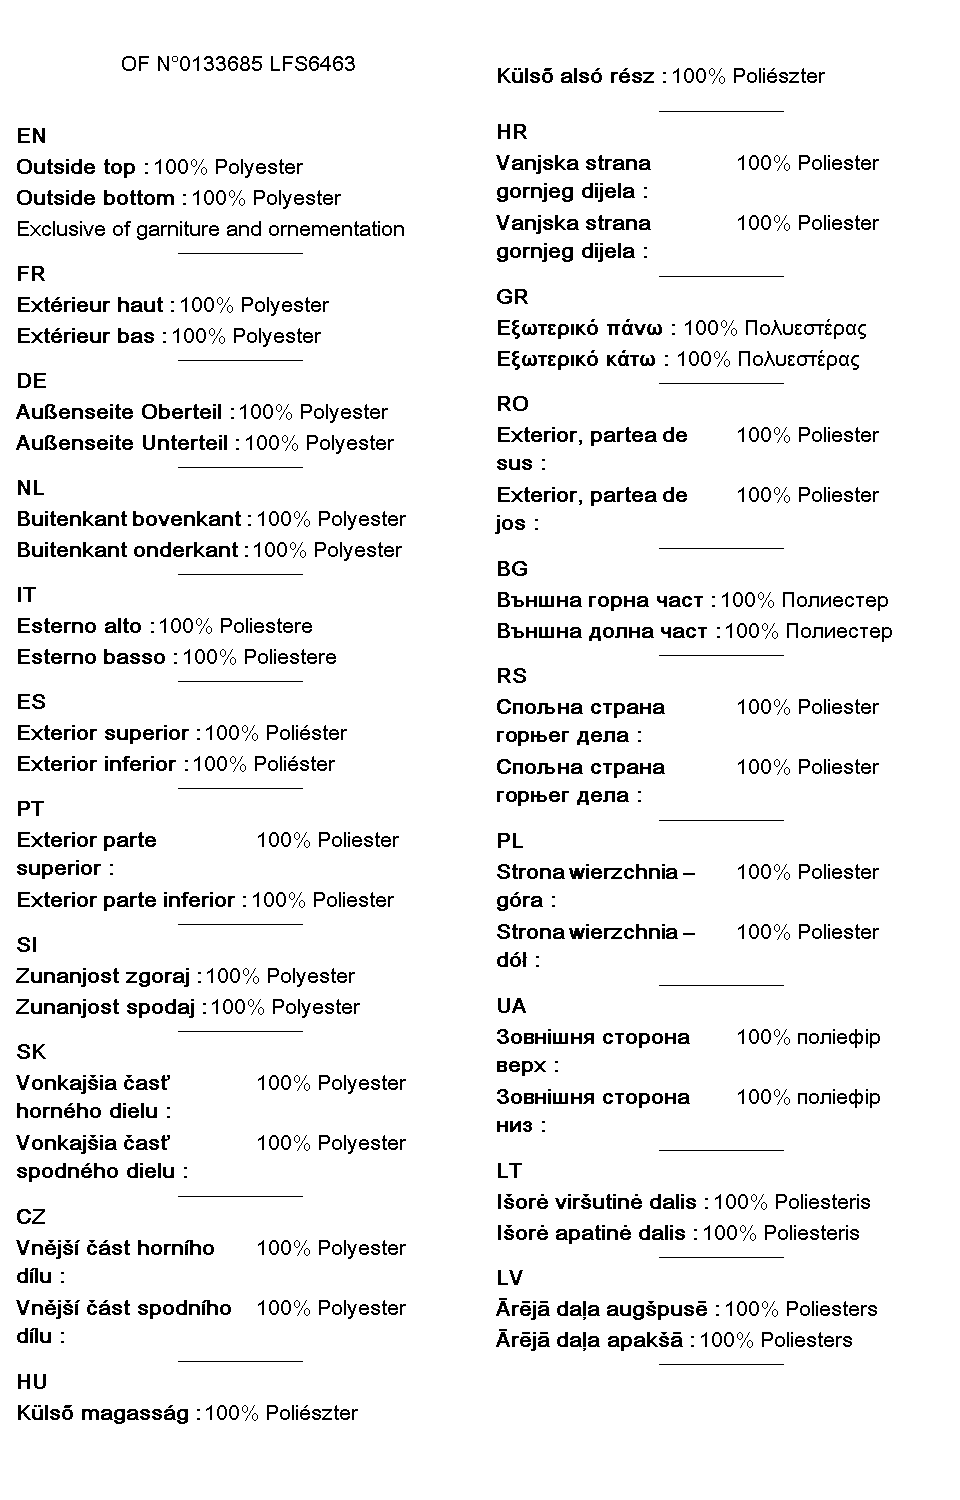 OF N°0133685 LFS6463
EN
Outside top : 100% Polyester
Outside bottom : 100% Polyester
Exclusive of garniture and ornementation
FR
Extérieur haut : 100% Polyester
Extérieur bas : 100% Polyester
DE
Außenseite Oberteil : 100% Polyester
Außenseite Unterteil : 100% Polyester
NL
Buitenkant bovenkant : 100% Polyester
Buitenkant onderkant : 100% Polyester
IT
Esterno alto : 100% Poliestere
Esterno basso : 100% Poliestere
ES
Exterior superior : 100% Poliéster
Exterior inferior : 100% Poliéster
PT
Exterior parte 100% Poliester
superior :
Exterior parte inferior : 100% Poliester
SI
Zunanjost zgoraj : 100% Polyester
Zunanjost spodaj : 100% Polyester
SK
Vonkajšia časť 100% Polyester
horného dielu :
Vonkajšia časť 100% Polyester
spodného dielu :
CZ
Vnější část horního 100% Polyester
dílu :
Vnější část spodního 100% Polyester
dílu :
HU
Külső magasság : 100% Poliészter
Külső alsó rész : 100% Poliészter
HR
Vanjska strana 100% Poliester
gornjeg dijela :
Vanjska strana 100% Poliester
gornjeg dijela :
GR
Εξωτερικό πάνω : 100% Πολυεστέρας
Εξωτερικό κάτω : 100% Πολυεστέρας
RO
Exterior, partea de 100% Poliester
sus :
Exterior, partea de 100% Poliester
jos :
BG
Външна горна част : 100% Полиестер
Външна долна част : 100% Полиестер
RS
Спољна страна 100% Poliester
горњег дела :
Спољна страна 100% Poliester
горњег дела :
PL
Strona wierzchnia – 100% Poliester
góra :
Strona wierzchnia – 100% Poliester
dół :
UA
Зовнішня сторона 100% поліефір
верх :
Зовнішня сторона 100% поліефір
низ :
LT
Išorė viršutinė dalis : 100% Poliesteris
Išorė apatinė dalis : 100% Poliesteris
LV
Ārējā daļa augšpusē : 100% Poliesters
Ārējā daļa apakšā : 100% Poliesters